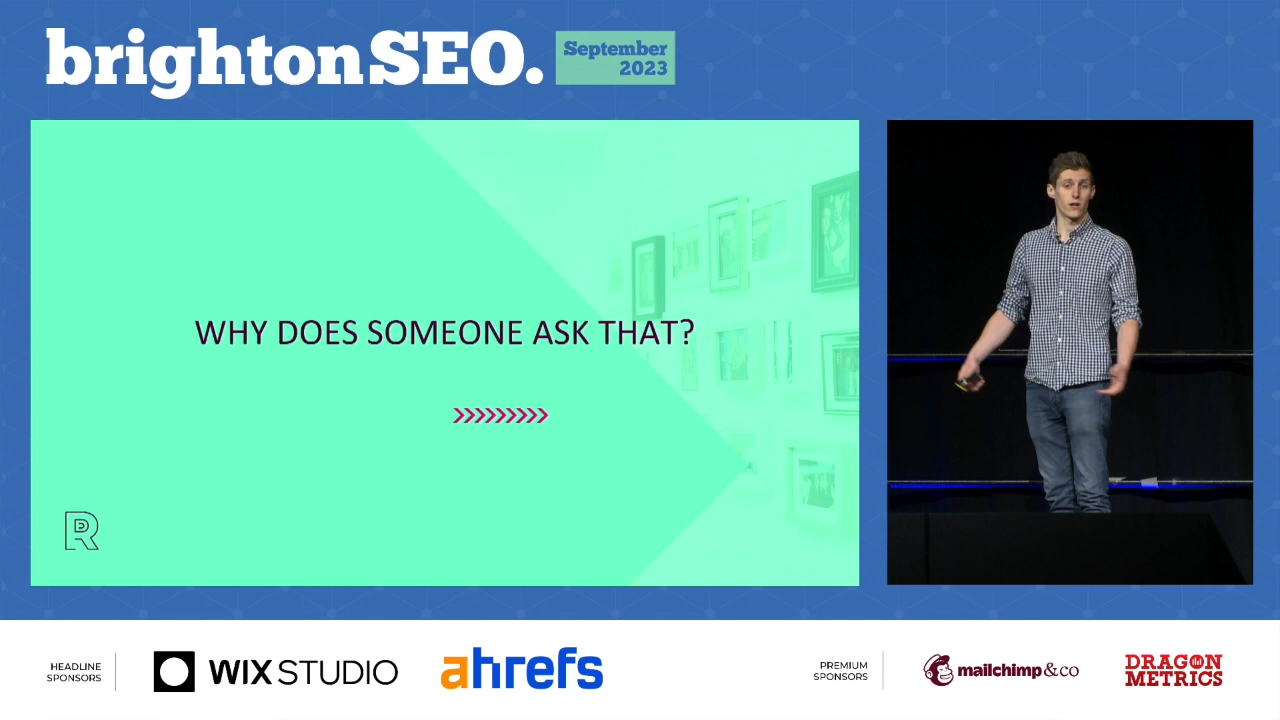 brightonSEO.
September
2023
WHY DOES SOMEONE ASK THAT?
R
HEADLINE
SPONSORS
WIX STUDIO
ahrefs
PREMIUM
SPONSORS
mailchimp&co
DRAGON
METRICS